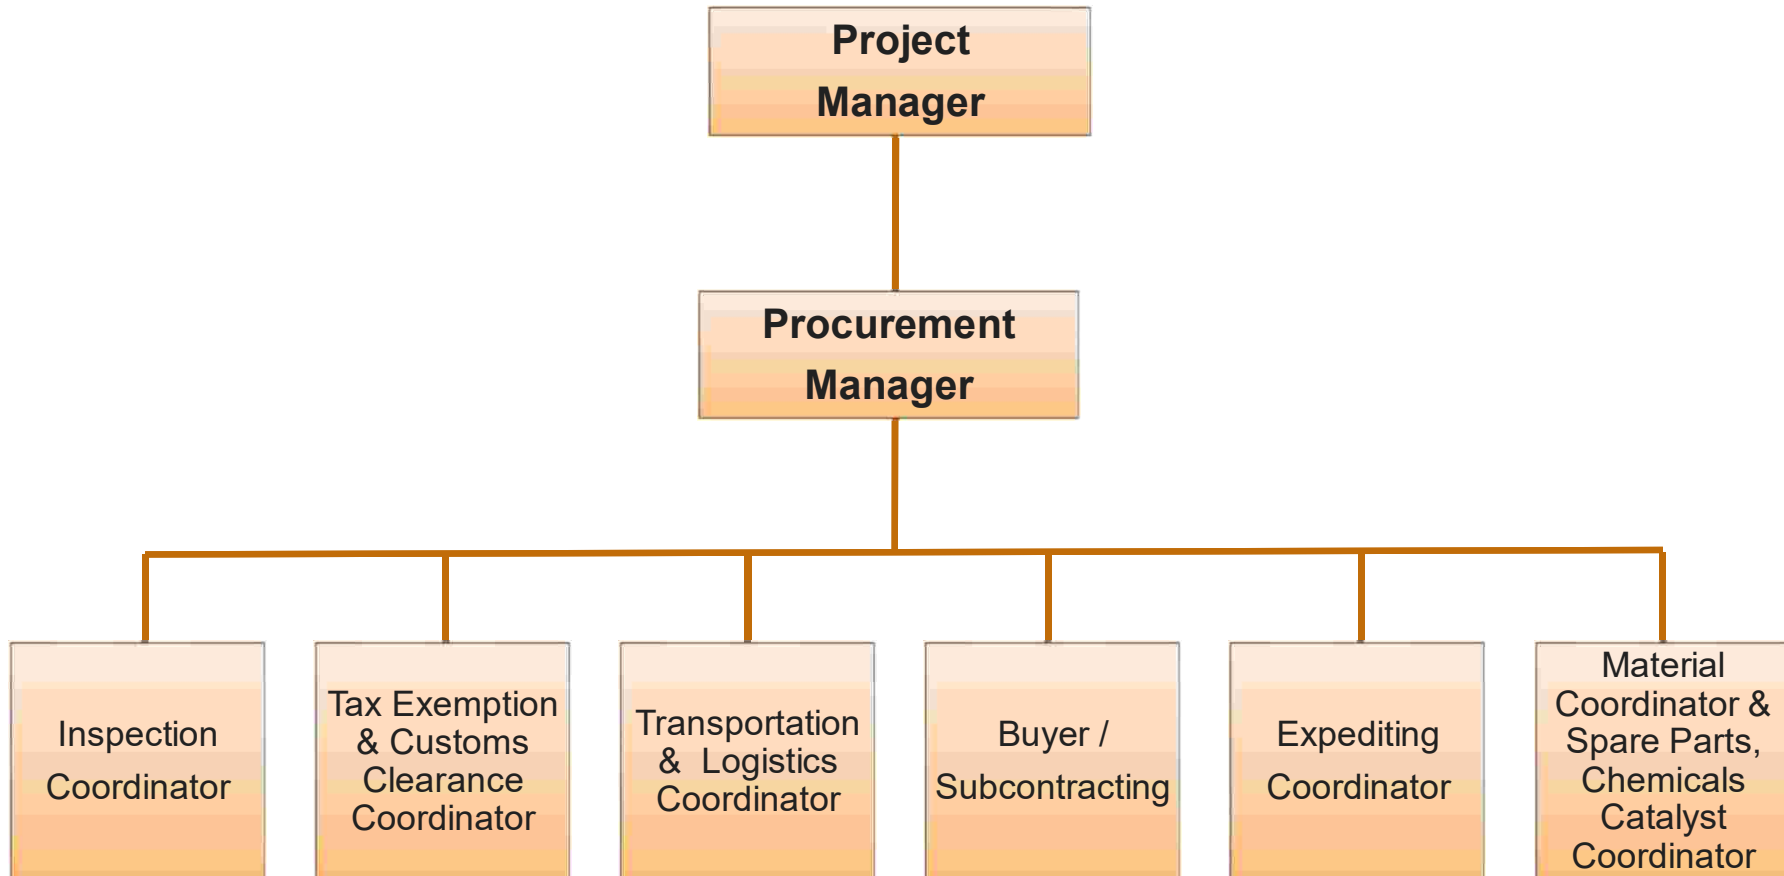 Project
Manager
Procurement
Manager
Inspection
Coordinator
Tax Exemption
& Customs
Clearance
Coordinator
Transportation
& Logistics
Coordinator
Buyer /
Subcontracting
Expediting
Coordinator
Material
Coordinator &
Spare Parts,
Chemicals
Catalyst
Coordinator